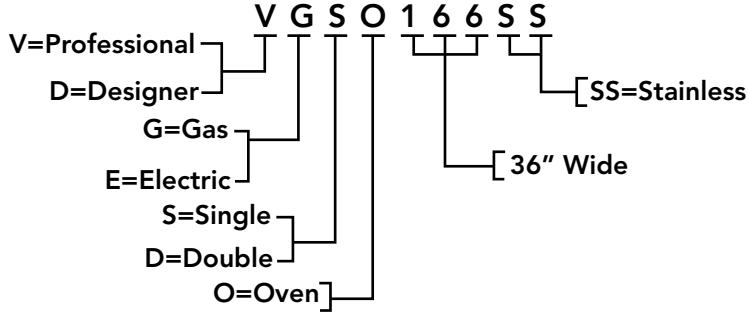 V G S O 1 6 6 S S
V=Professional
D=Designer
SS=Stainless
G=Gas
36″ Wide
E=Electric
S=Single
D=Double
O=Oven